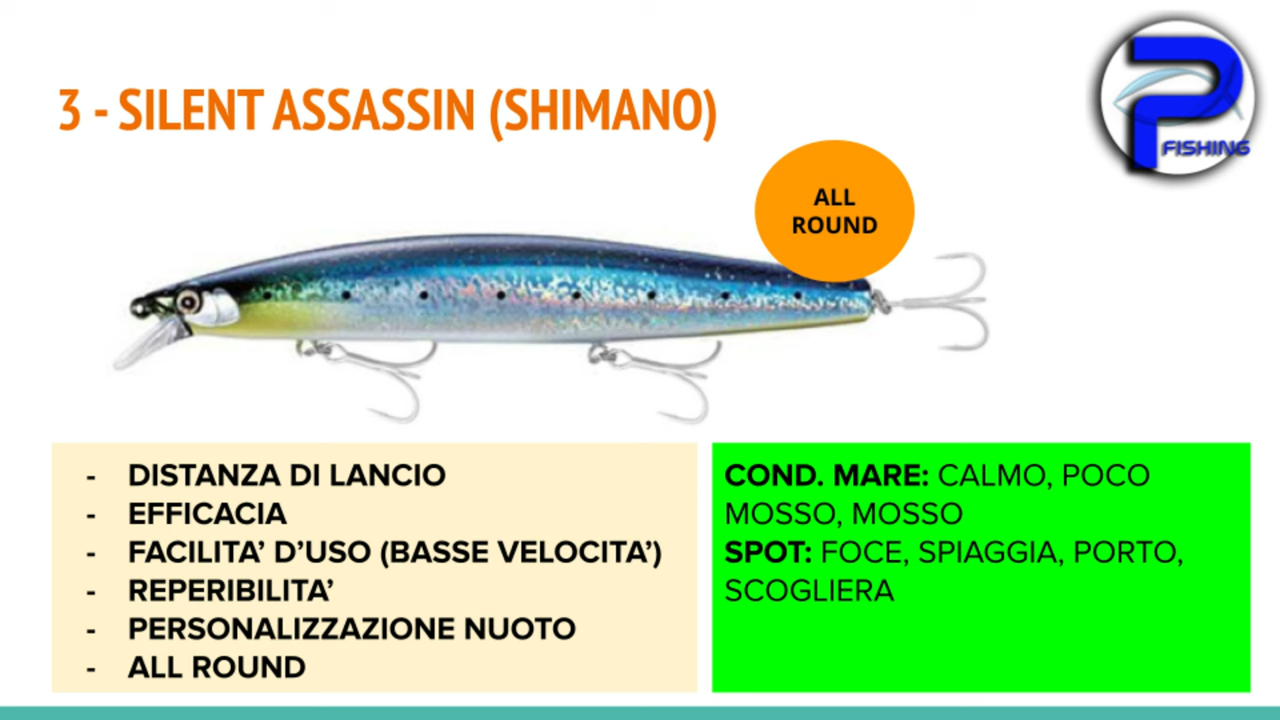 3 - SILENT ASSASSIN (SHIMANO)
P
FISHING
ALL
ROUND
- DISTANZA DI LANCIO
- EFFICACIA
- FACILITA’ D’USO (BASSE VELOCITA’)
- REPERIBILITA’
- PERSONALIZZAZIONE NUOTO
- ALL ROUND
COND. MARE: CALMO, POCO
MOSSO, MOSSO
SPOT: FOCE, SPIAGGIA, PORTO,
SCOGLIERA